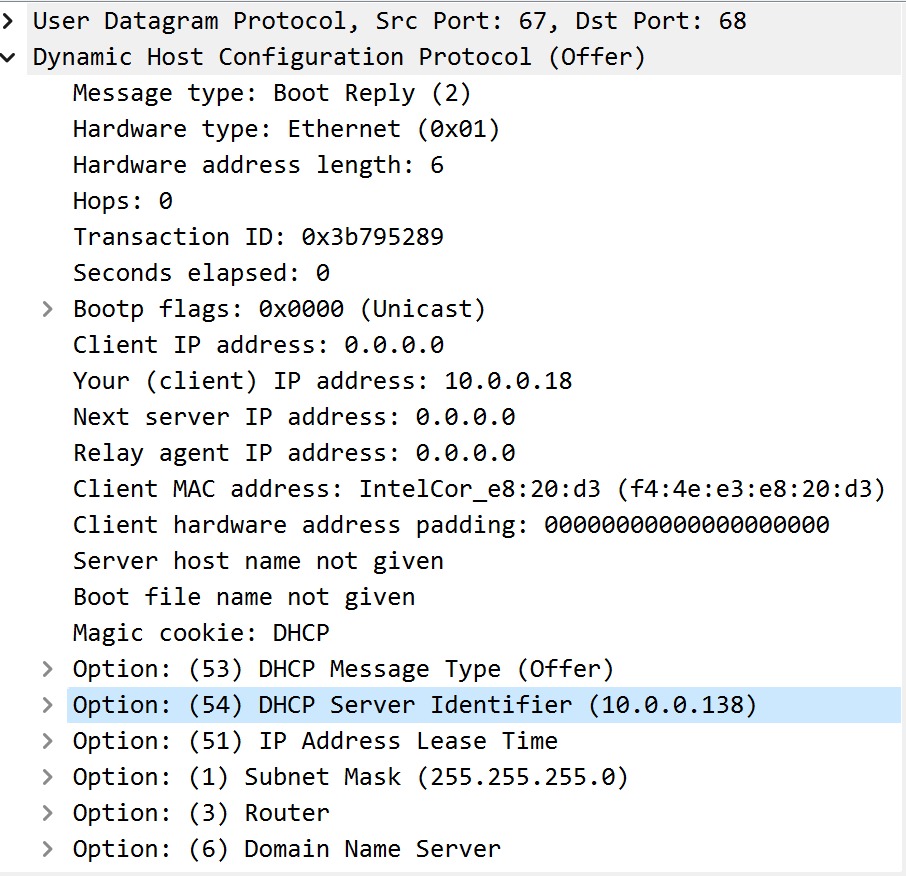 User Datagram Protocol, Src Port: 67, Dst Port: 68
Dynamic Host Configuration Protocol (Offer)
Message type: Boot Reply (2)
Hardware type: Ethernet (0x01)
Hardware address length: 6
Hops: 0
Transaction ID: 0x3b795289
Seconds elapsed: 0
Bootp flags: 0x0000 (Unicast)
Client IP address: 0.0.0.0
Your (client) IP address: 10.0.0.18
Next server IP address: 0.0.0.0
Relay agent IP address: 0.0.0.0
Client MAC address: IntelCor_e8:20:d3 (f4:4e:e3:e8:20:d3)
Client hardware address padding: 00000000000000000000
Server host name not given
Boot file name not given
Magic cookie: DHCP
Option: (53) DHCP Message Type (Offer)
Option: (54) DHCP Server Identifier (10.0.0.138)
Option: (51) IP Address Lease Time
Option: (1) Subnet Mask (255.255.255.0)
Option: (3) Router
Option: (6) Domain Name Server